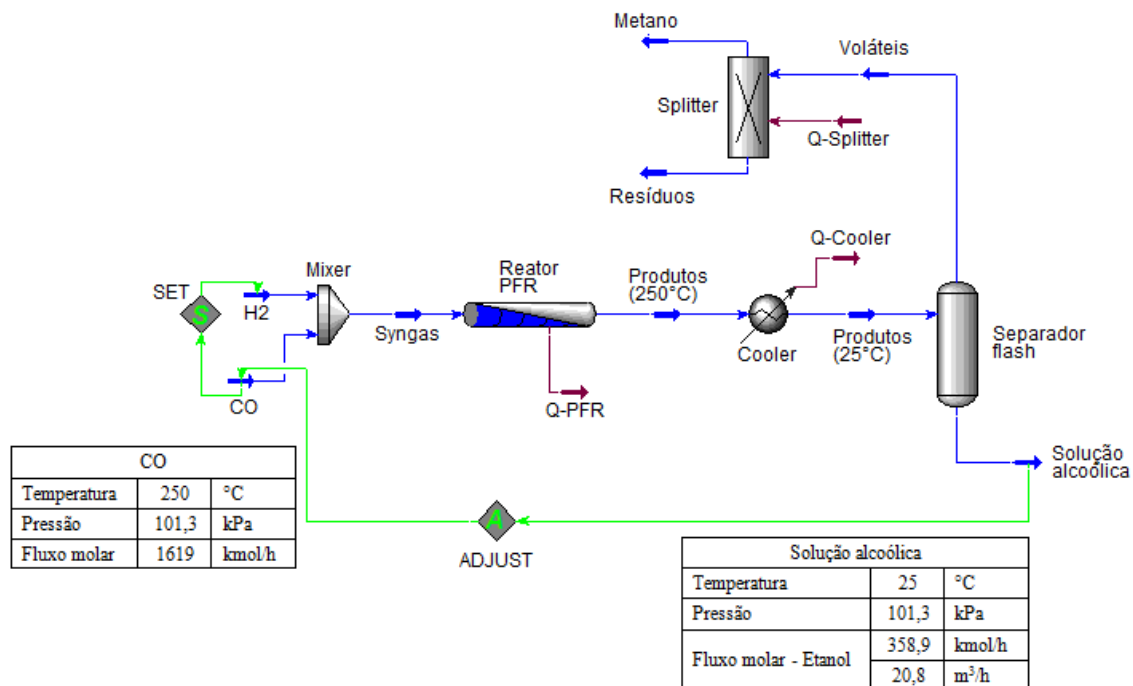 Metano
Voláteis
Splitter
Q-Splitter
Resíduos
Q-Cooler
Mixer
Reator
PFR
Produtos
(250°C)
SET
S
H2
Syngas
Cooler
Produtos
(25°C)
Separador
flash
CO
Q-PFR
Solução
alcoólica
CO
Temperatura 250 °C
Pressão 101,3 kPa
Fluxo molar 1619 kmol/h
A
ADJUST
Solução alcoólica
Temperatura 25 °C
Pressão 101,3 kPa
Fluxo molar - Etanol 358,9 kmol/h
20,8 m³/h